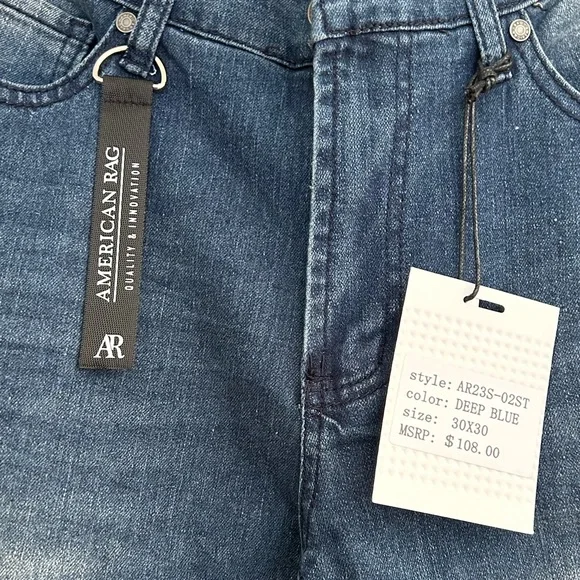 AMERICAN RAG
QUALITY & INNOVATION
AR
style: AR23S-02ST
color: DEEP BLUE
size: 30X30
MSRP: $108.00